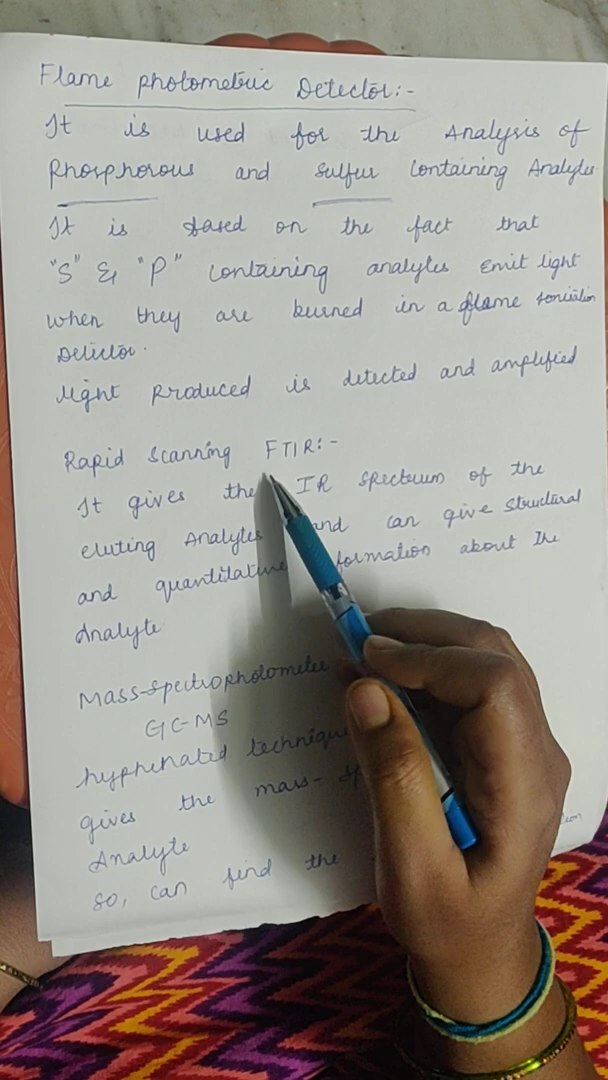 Flame photometric Detector:-
It is used for the Analysis of
Phosphorous and sulfur containing Analytes
It is based on the fact that
"S" & "P" containing analytes emit light
when they are burned in a flame ionisation
Detector.
light produced is detected and amplified
Rapid scanning FTIR:-
It gives the IR spectrum of the
eluting Analytes and can give structural
and quantitative formation about the
Analyte
Mass-spectrophotomete
GC-MS
hyphenated technique
gives the mass-
Analyte
so, can find the